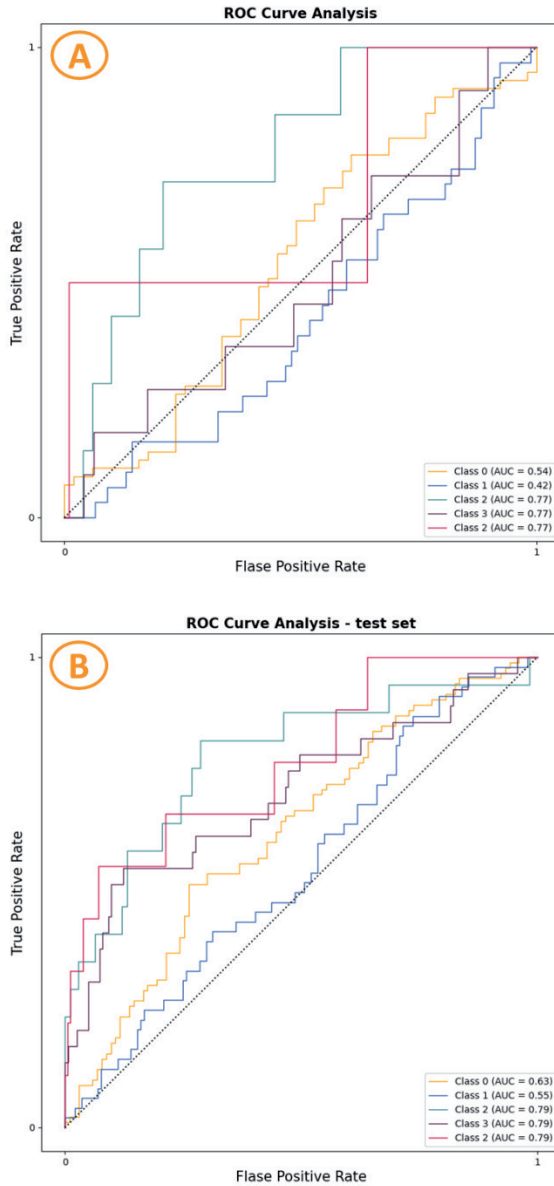 ROC Curve Analysis
A
1
True Positive Rate
Class 0 (AUC = 0.54)
Class 1 (AUC = 0.42)
Class 2 (AUC = 0.77)
Class 3 (AUC = 0.77)
Class 2 (AUC = 0.77)
0
0
1
Flase Positive Rate
ROC Curve Analysis - test set
B
1
True Positive Rate
Class 0 (AUC = 0.63)
Class 1 (AUC = 0.55)
Class 2 (AUC = 0.79)
Class 3 (AUC = 0.79)
Class 2 (AUC = 0.79)
0
0
1
Flase Positive Rate